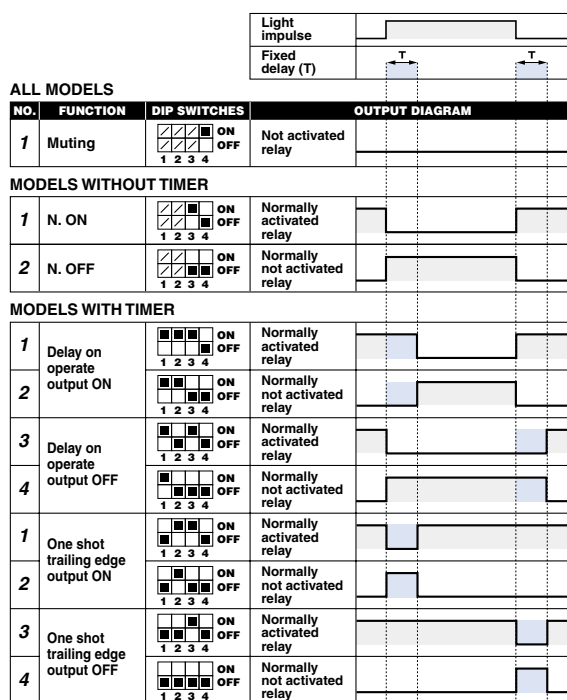 Light
impulse
Fixed
delay (T)
T T
ALL MODELS
NO. FUNCTION DIP SWITCHES OUTPUT DIAGRAM
1 Muting ON OFF 1 2 3 4 Not activated
relay
MODELS WITHOUT TIMER
1 N. ON ON OFF 1 2 3 4 Normally
activated
relay
2 N. OFF ON OFF 1 2 3 4 Normally
not activated
relay
MODELS WITH TIMER
1 Delay on
operate
output ON
ON OFF 1 2 3 4 Normally
activated
relay
2 ON OFF 1 2 3 4 Normally
not activated
relay
3 Delay on
operate
output OFF
ON OFF 1 2 3 4 Normally
activated
relay
4 ON OFF 1 2 3 4 Normally
not activated
relay
1 One shot
trailing edge
output ON
ON OFF 1 2 3 4 Normally
activated
relay
2 ON OFF 1 2 3 4 Normally
not activated
relay
3 One shot
trailing edge
output OFF
ON OFF 1 2 3 4 Normally
activated
relay
4 ON OFF 1 2 3 4 Normally
not activated
relay